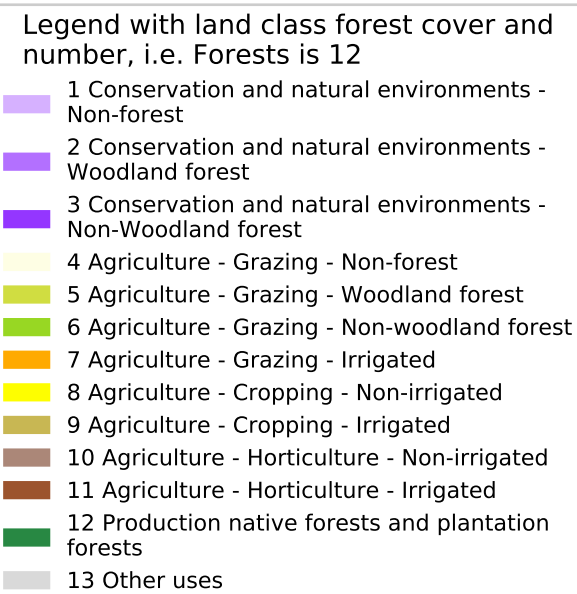 Legend with land class forest cover and
number, i.e. Forests is 12
1 Conservation and natural environments -
Non-forest
2 Conservation and natural environments -
Woodland forest
3 Conservation and natural environments -
Non-Woodland forest
4 Agriculture - Grazing - Non-forest
5 Agriculture - Grazing - Woodland forest
6 Agriculture - Grazing - Non-woodland forest
7 Agriculture - Grazing - Irrigated
8 Agriculture - Cropping - Non-irrigated
9 Agriculture - Cropping - Irrigated
10 Agriculture - Horticulture - Non-irrigated
11 Agriculture - Horticulture - Irrigated
12 Production native forests and plantation
forests
13 Other uses